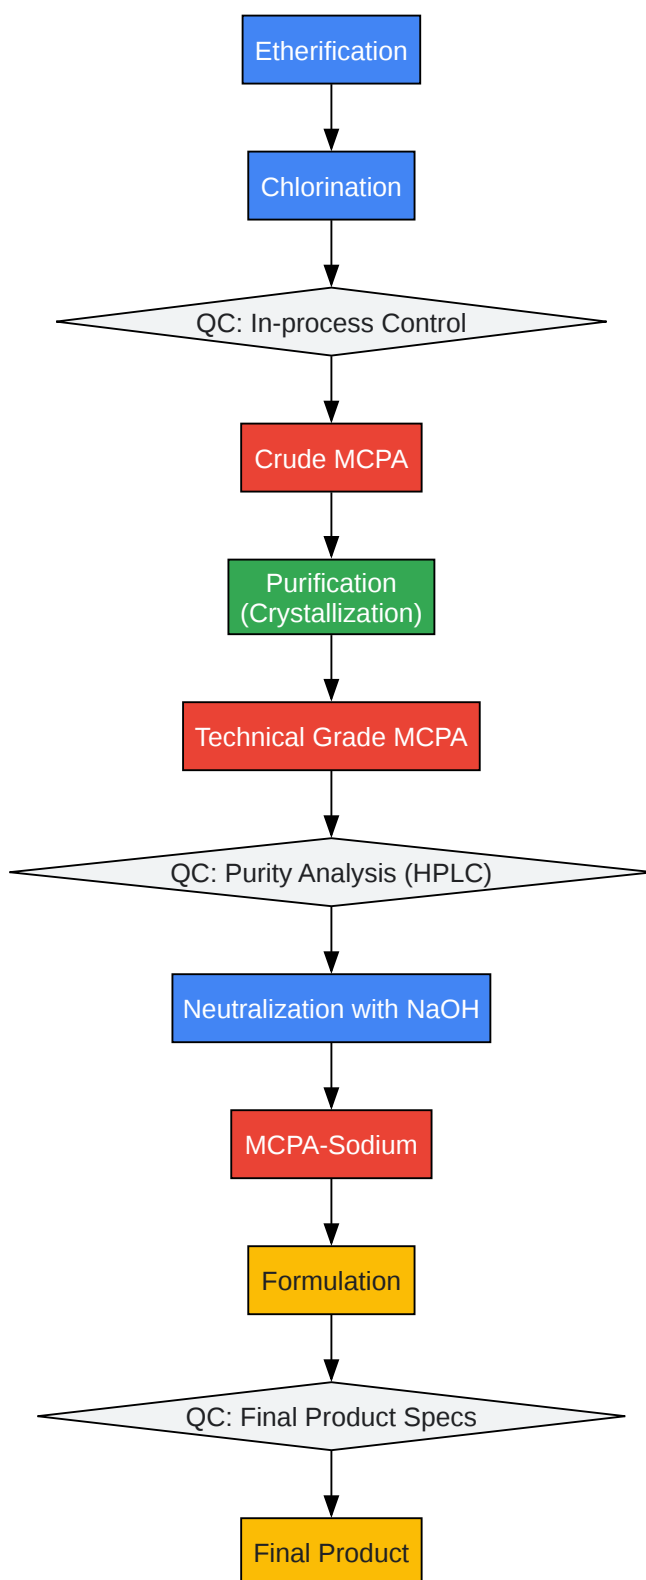 Etherification
Chlorination
QC: In-process Control
Crude MCPA
Purification
(Crystallization)
Technical Grade MCPA
QC: Purity Analysis (HPLC)
Neutralization with NaOH
MCPA-Sodium
Formulation
QC: Final Product Specs
Final Product